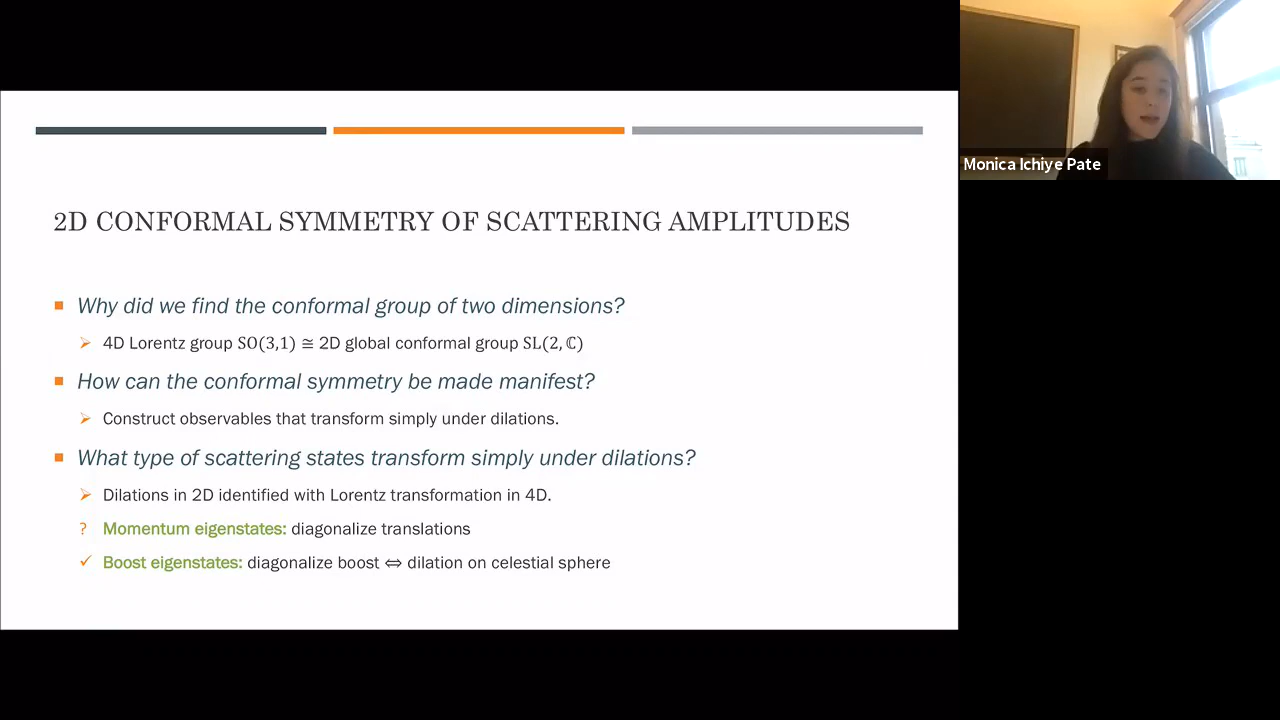 Monica Ichiye Pate
2D CONFORMAL SYMMETRY OF SCATTERING AMPLITUDES
Why did we find the conformal group of two dimensions?
4D Lorentz group SO(3,1) ≅ 2D global conformal group SL(2, ℂ)
How can the conformal symmetry be made manifest?
Construct observables that transform simply under dilations.
What type of scattering states transform simply under dilations?
Dilations in 2D identified with Lorentz transformation in 4D.
? Momentum eigenstates: diagonalize translations
✓ Boost eigenstates: diagonalize boost ⇔ dilation on celestial sphere